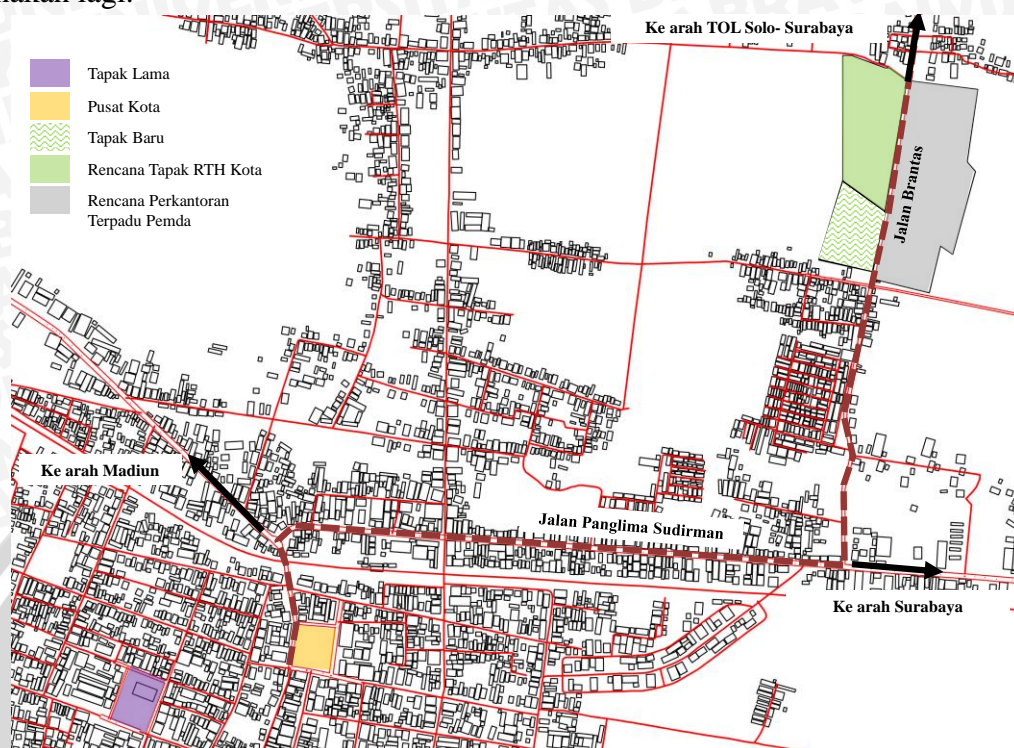 Ke arah TOL Solo- Surabaya
Tapak Lama
Pusat Kota
Tapak Baru
Rencana Tapak RTH Kota
Rencana Perkantoran
Terpadu Pemda
Jalan Brantas
Ke arah Madiun
Jalan Panglima Sudirman
Ke arah Surabaya